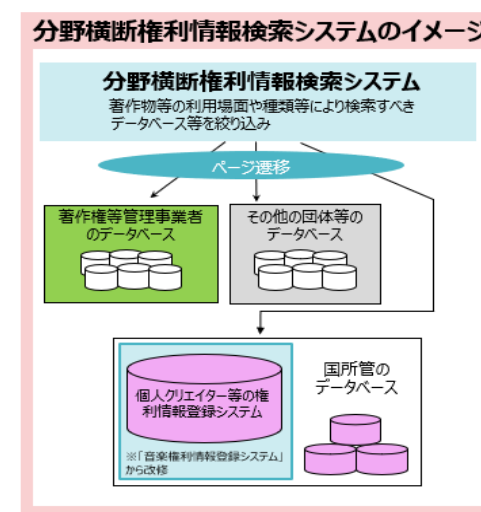 分野横断権利情報検索システムのイメージ
分野横断権利情報検索システム
著作物等の利用場面や種類等により検索すべき
データベース等を絞り込み
ページ遷移
著作権等管理事業者
のデータベース
その他の団体等の
データベース
個人クリエイター等の権
利情報登録システム
※「音楽権利情報登録システム」
から改修
国所管の
データベース